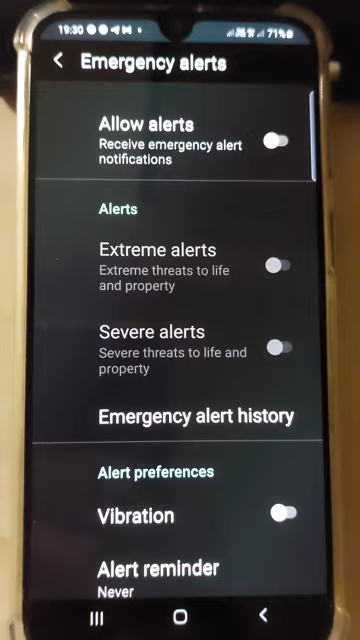 19:30 71%
Emergency alerts
Allow alerts
Receive emergency alert
notifications
Alerts
Extreme alerts
Extreme threats to life
and property
Severe alerts
Severe threats to life and
property
Emergency alert history
Alert preferences
Vibration
Alert reminder
Never